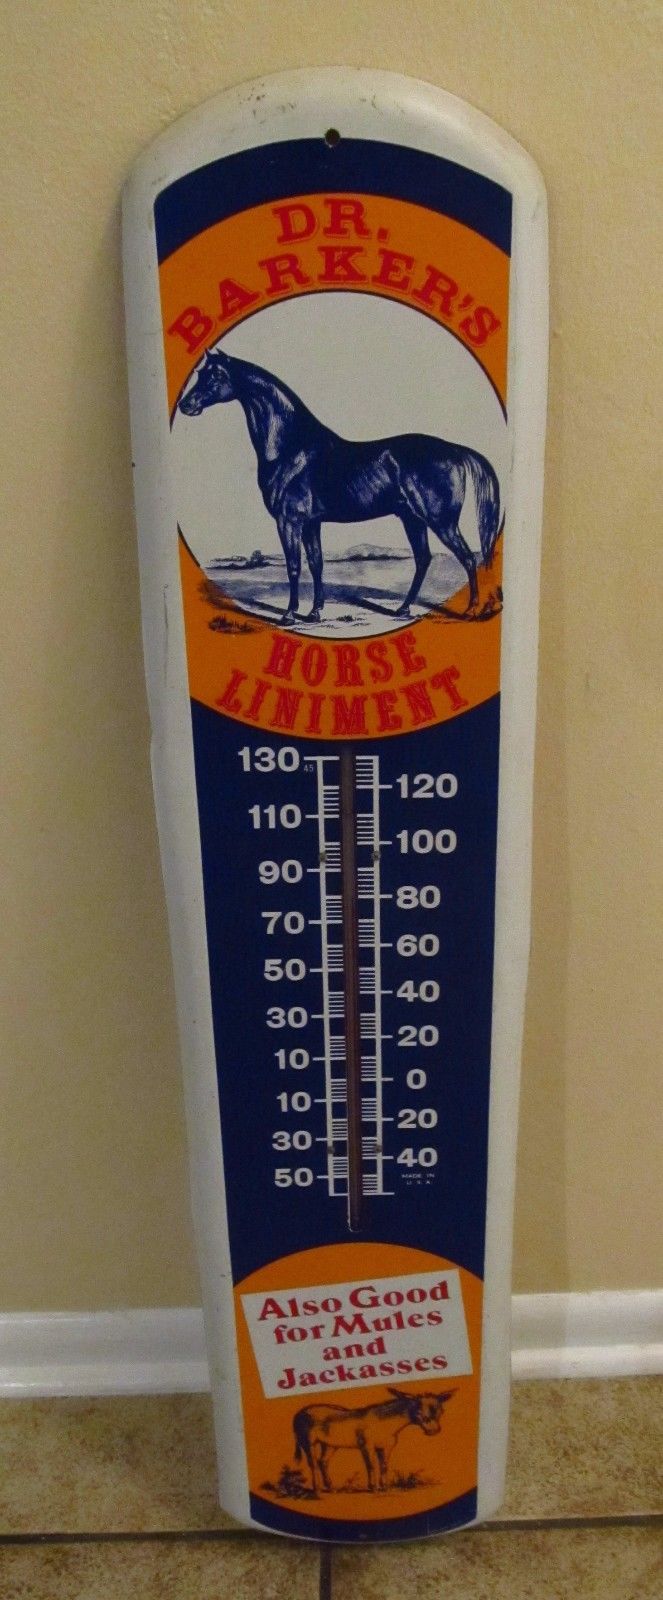 DR.
BARKER'S
HORSE
LINIMENT
130 45
120
110
100
90
80
70
60
50
40
30
20
10
0
10
20
30
40
50
MADE IN
U.S.A.
Also Good
for Mules
and
Jackasses